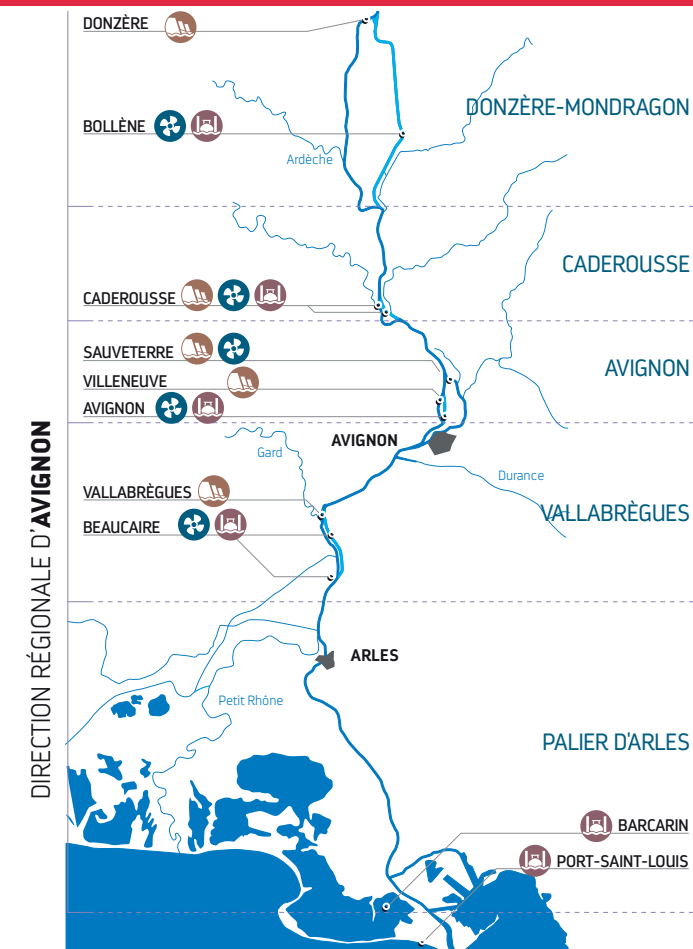 DONZÈRE
DONZÈRE-MONDRAGON
BOLLÈNE
Ardèche
CADEROUSSE
CADEROUSSE
SAUVETERRE
AVIGNON
VILLENEUVE
AVIGNON
AVIGNON
Gard
Durance
VALLABRÈGUES
VALLABRÈGUES
BEAUCAIRE
DIRECTION RÉGIONALE D'AVIGNON
ARLES
Petit Rhône
PALIER D'ARLES
BARCARIN
PORT-SAINT-LOUIS